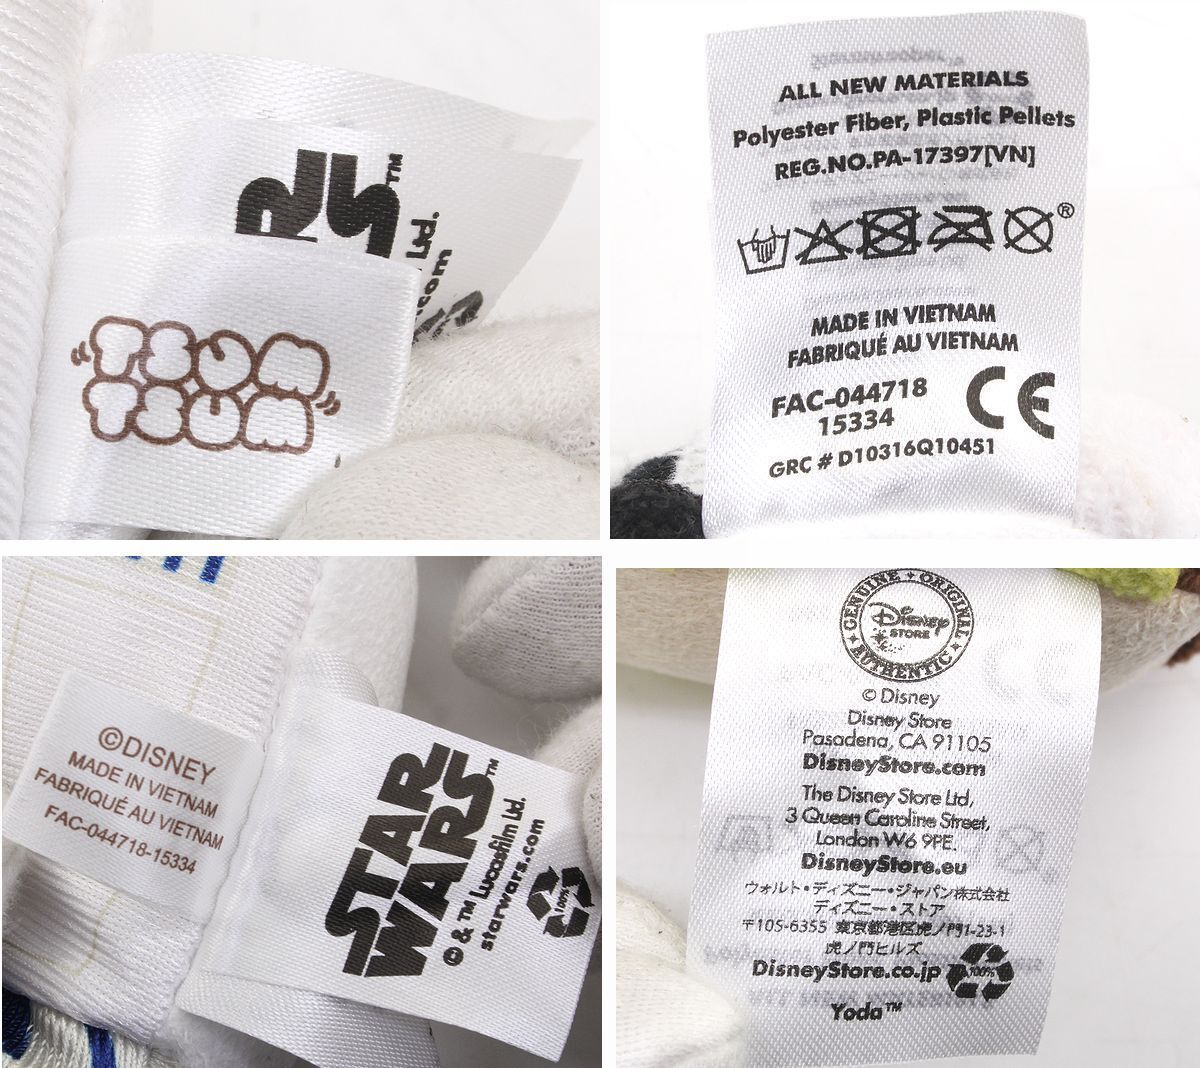 RS™
Ltd.
.com
TSUM
TSUM
ALL NEW MATERIALS
Polyester Fiber, Plastic Pellets
REG.NO.PA-17397[VN]
®
MADE IN VIETNAM
FABRIQUÉ AU VIETNAM
FAC-044718
15334
CE
GRC # D10316Q10451
©DISNEY
MADE IN VIETNAM
FABRIQUÉ AU VIETNAM
FAC-044718-15334
STAR
WARS™
© & ™ Lucasfilm Ltd.
starwars.com
100%
GENUINE • ORIGINAL
Disney
STORE
AUTHENTIC
© Disney
Disney Store
Pasadena, CA 91105
DisneyStore.com
The Disney Store Ltd,
3 Queen Caroline Street,
London W6 9PE.
DisneyStore.eu
ウォルト・ディズニー・ジャパン株式会社
ディズニー・ストア
〒105-6355 東京都港区虎ノ門1-23-1
虎ノ門ヒルズ
DisneyStore.co.jp
100%
Yoda™